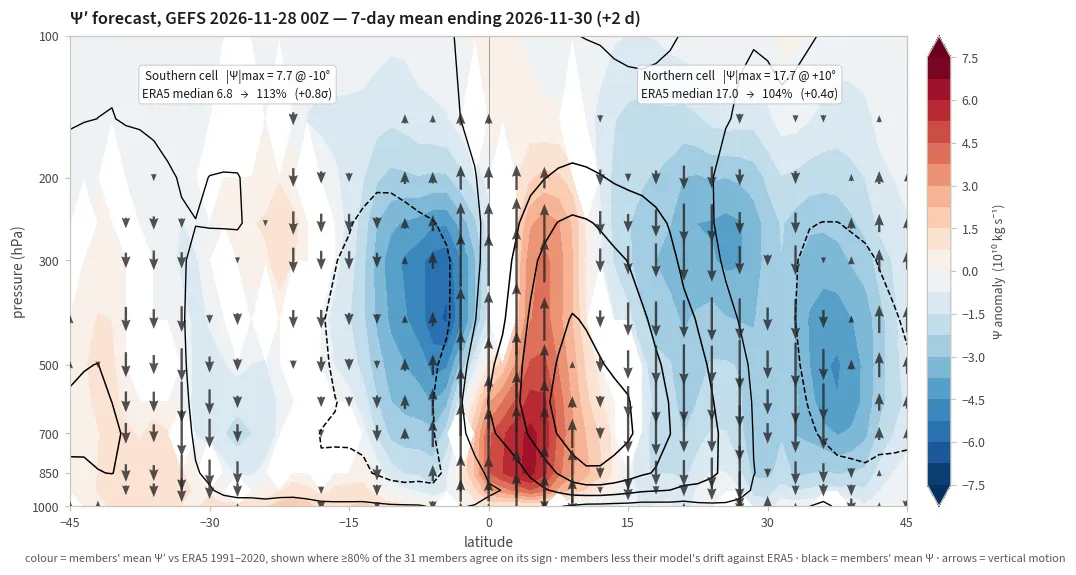 Ψ′ forecast, GEFS 2026-11-28 00Z — 7-day mean ending 2026-11-30 (+2 d)
Southern cell |Ψ|max = 7.7 @ -10°
ERA5 median 6.8 → 113% (+0.8σ)
Northern cell |Ψ|max = 17.7 @ +10°
ERA5 median 17.0 → 104% (+0.4σ)
pressure (hPa)
100
200
300
400
500
700
850
1000
−45
−30
−15
0
15
30
45
latitude
7.5
6.0
4.5
3.0
1.5
0.0
−1.5
−3.0
−4.5
−6.0
−7.5
Ψ anomaly (10¹⁰ kg s⁻¹)
colour = members' mean Ψ′ vs ERA5 1991–2020, shown where ≥80% of the 31 members agree on its sign · members less their model's drift against ERA5 · black = members' mean Ψ · arrows = vertical motion